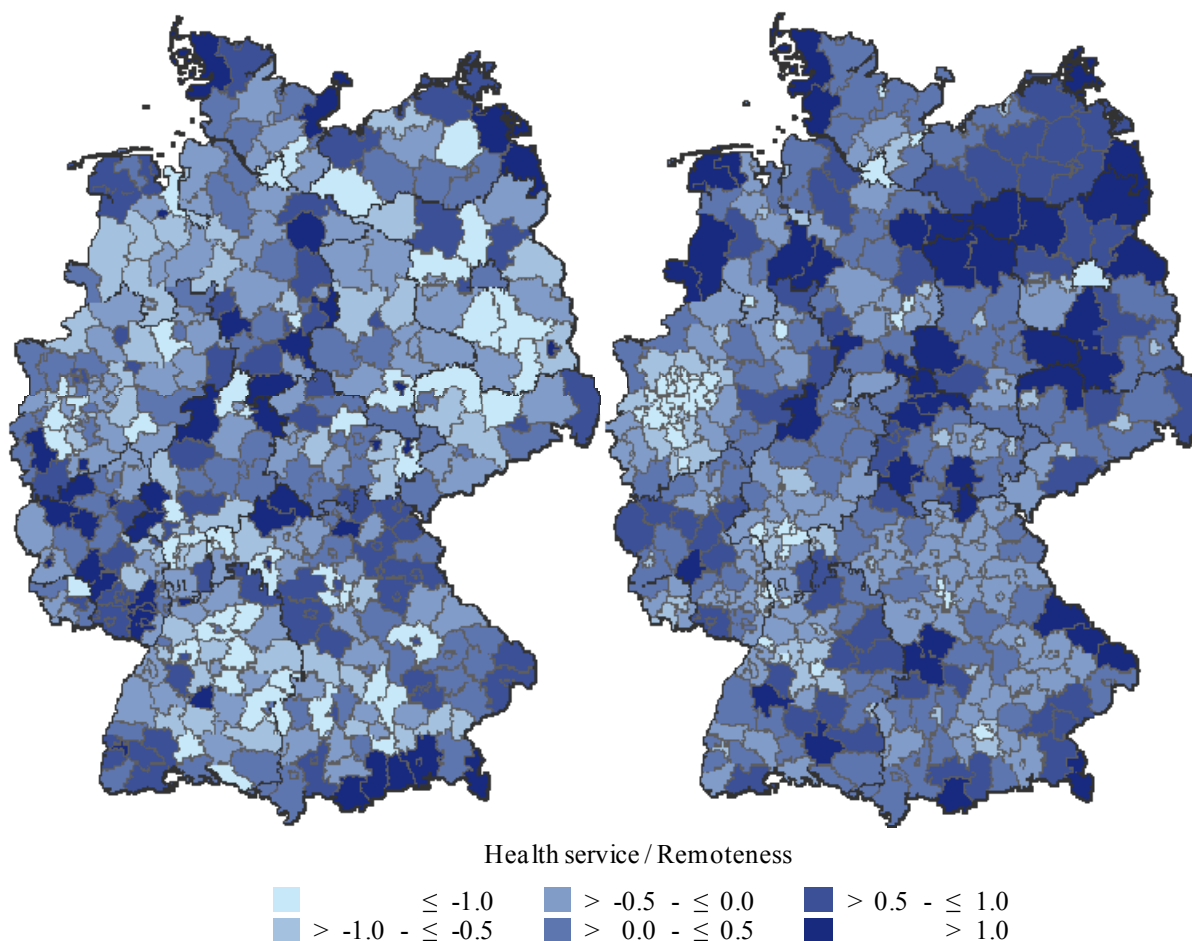 Health service / Remoteness
≤ -1.0 > -0.5 - ≤ 0.0 > 0.5 - ≤ 1.0
> -1.0 - ≤ -0.5 > 0.0 - ≤ 0.5 > 1.0